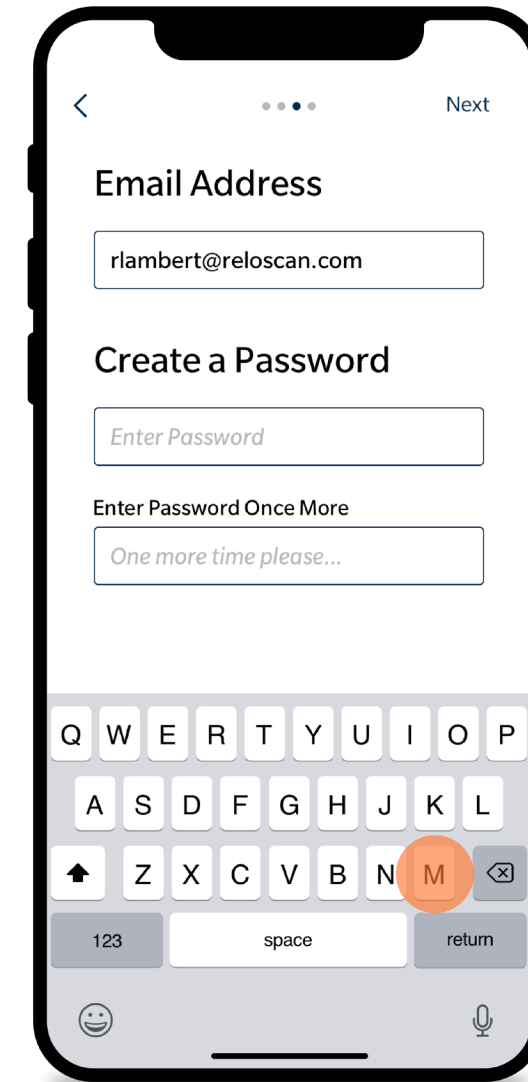 Next
Email Address
rlambert@reloscan.com
Create a Password
Enter Password
Enter Password Once More
One more time please...
Q W E R T Y U I O P
A S D F G H J K L
Z X C V B N M
123 space return